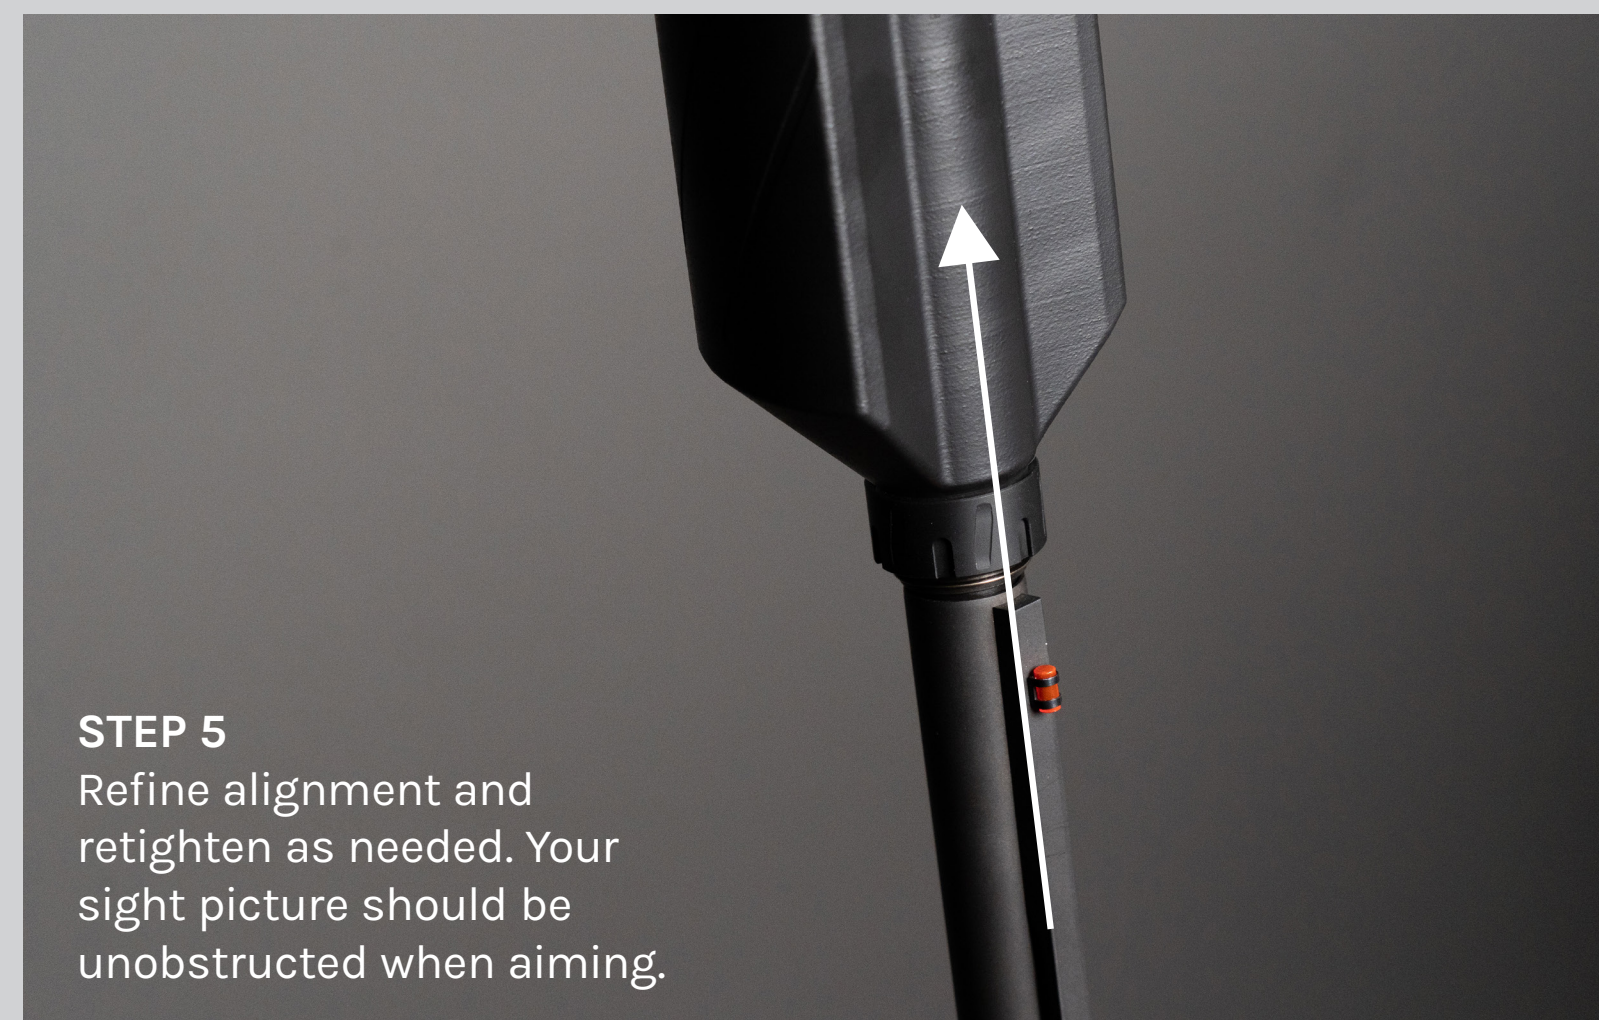 STEP 5
Refine alignment and
retighten as needed. Your
sight picture should be
unobstructed when aiming.